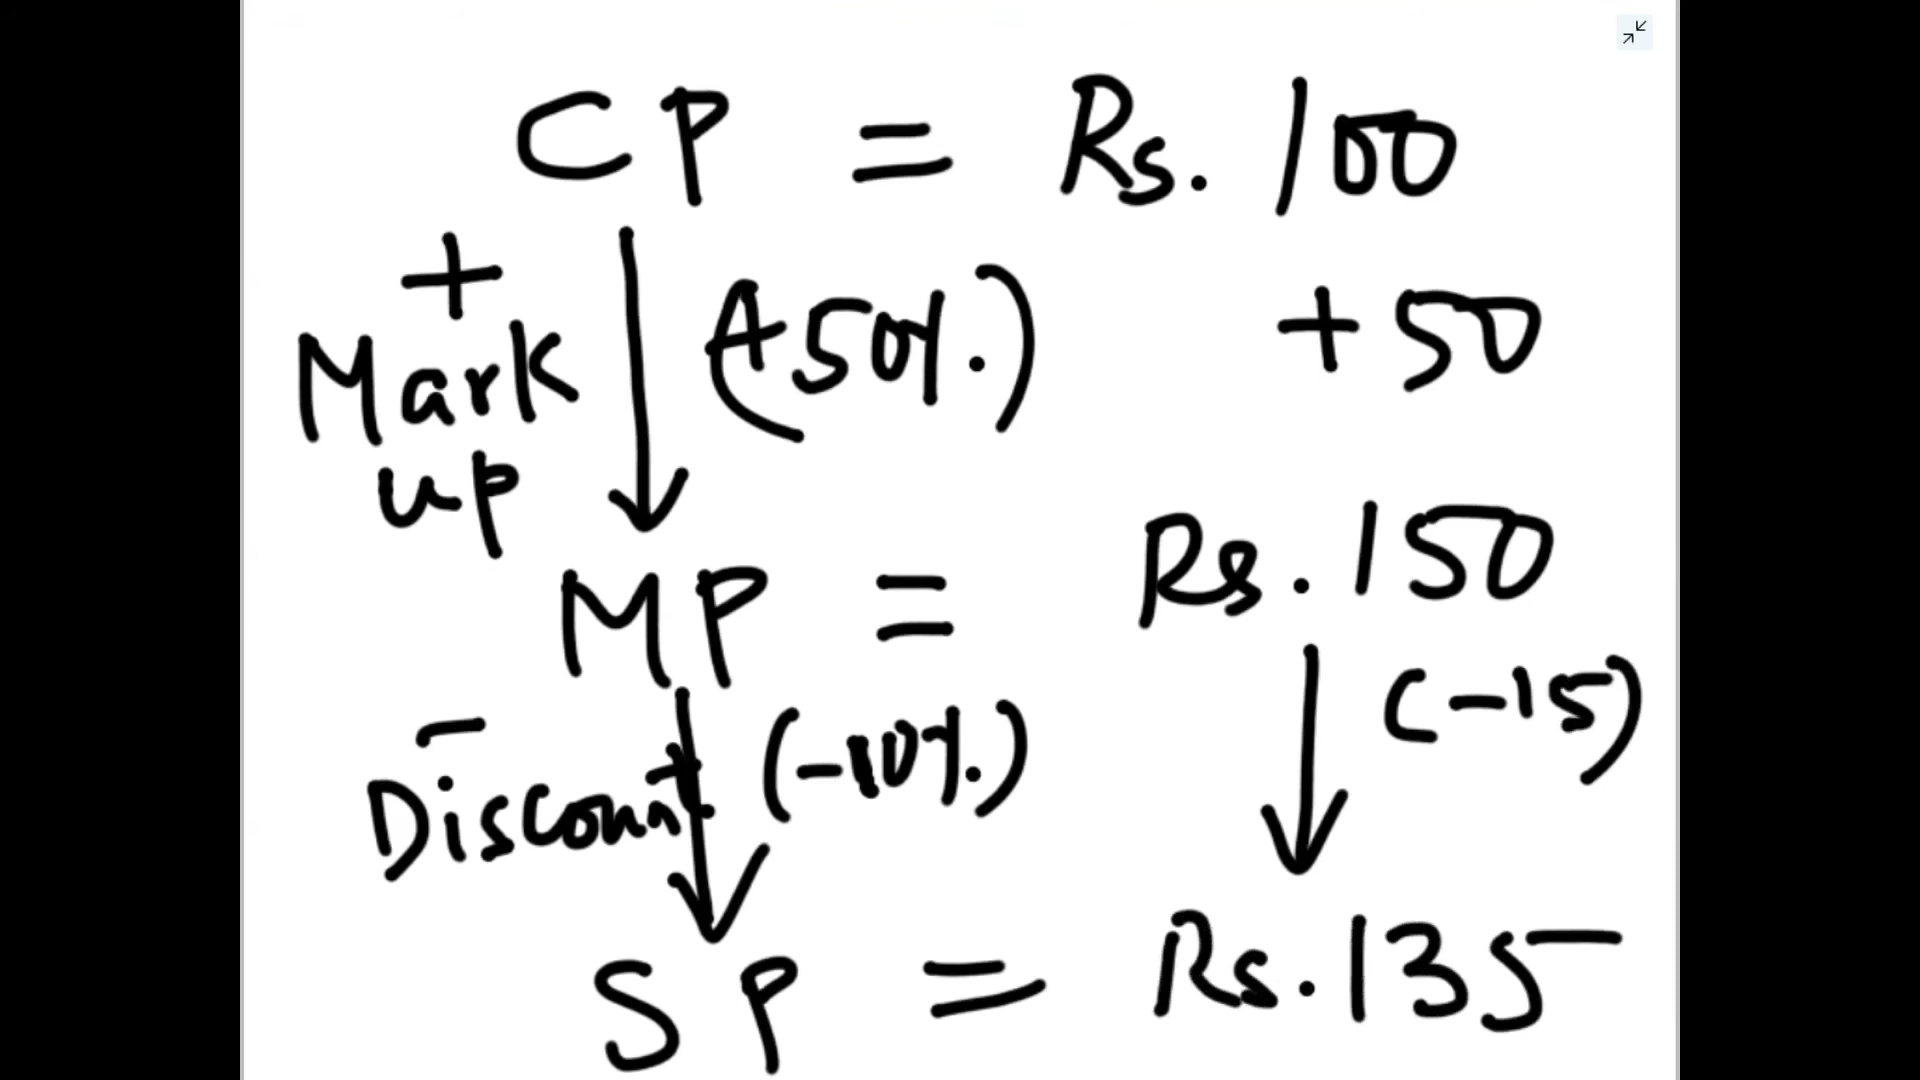 CP = Rs. 100
+ Mark up (+50%) +50
MP = Rs. 150
- Discount (-10%) (-15)
SP = Rs. 135